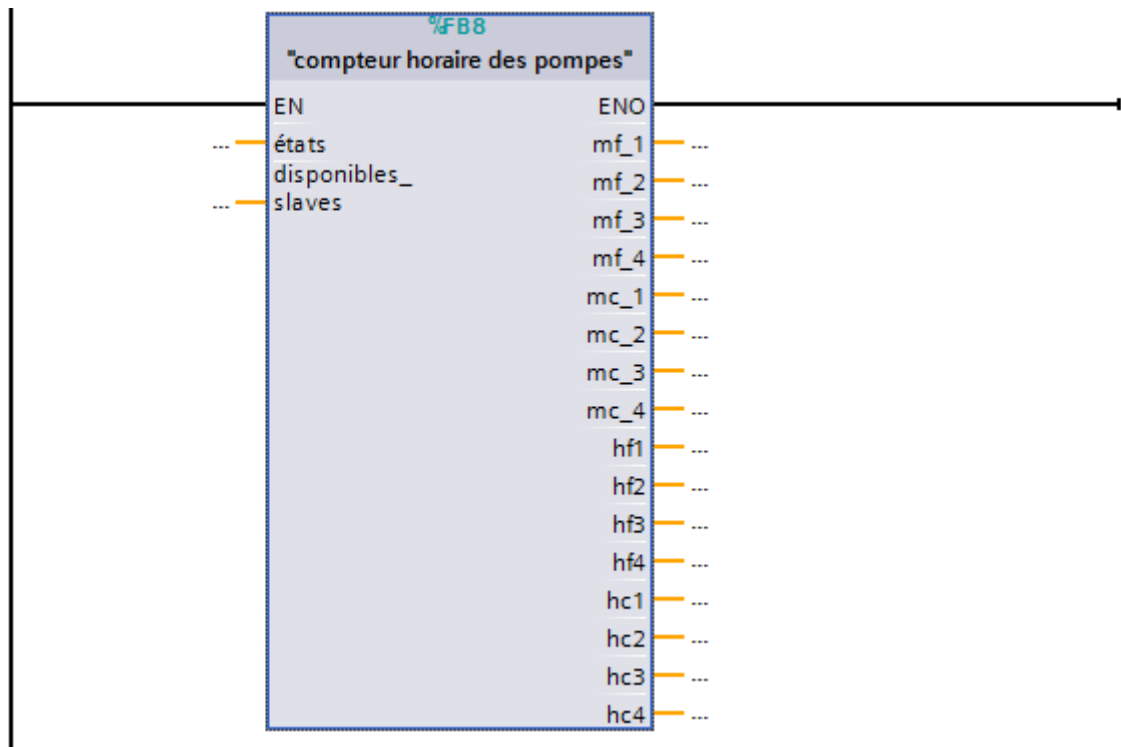 %FB8
"compteur horaire des pompes"
EN ENO
... états mf_1 ...
disponibles_ mf_2 ...
... slaves
mf_3 ...
mf_4 ...
mc_1 ...
mc_2 ...
mc_3 ...
mc_4 ...
hf1 ...
hf2 ...
hf3 ...
hf4 ...
hc1 ...
hc2 ...
hc3 ...
hc4 ...